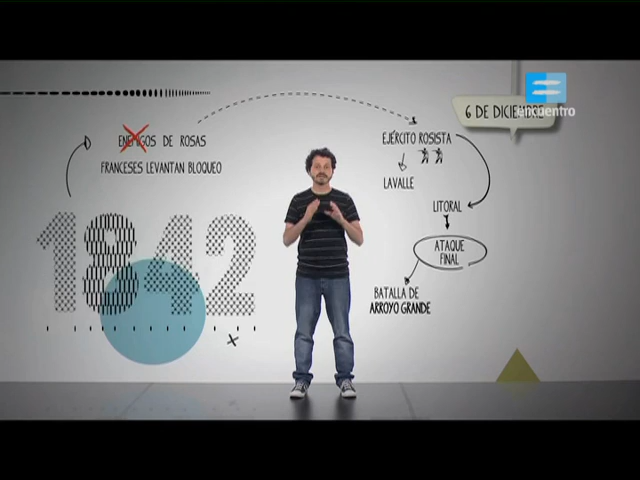 encuentro
6 DE DICIEMBRE
ENEMIGOS DE ROSAS
FRANCESES LEVANTAN BLOQUEO
EJÉRCITO ROSISTA
LAVALLE
LITORAL
ATAQUE
FINAL
BATALLA DE
ARROYO GRANDE
1842